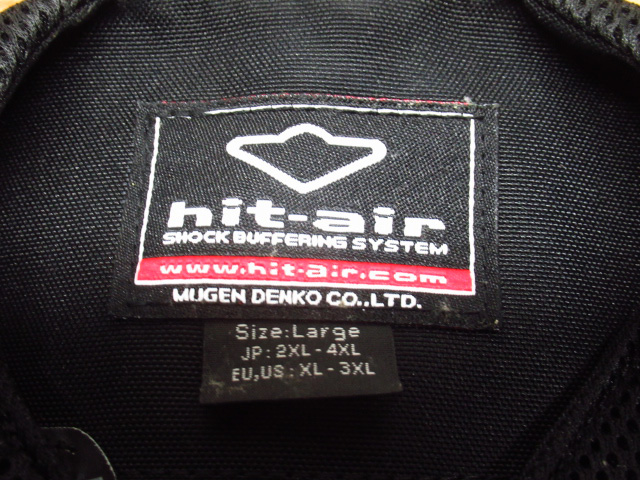 hit-air
SHOCK BUFFERING SYSTEM
www.hit-air.com
MUGEN DENKO CO.,LTD.
Size:Large
JP: 2XL - 4XL
EU,US: XL - 3XL